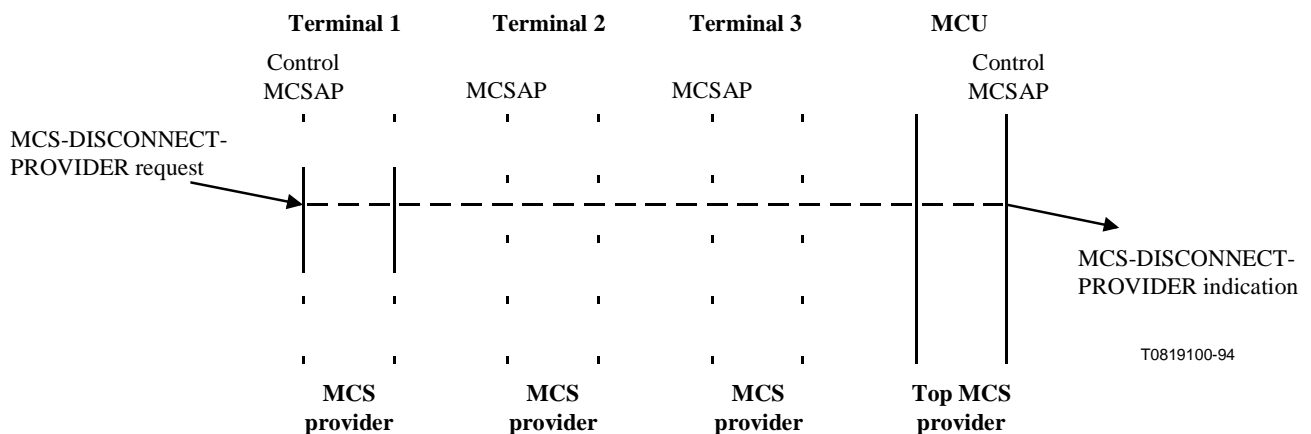 Terminal 1 Terminal 2 Terminal 3 MCU
Control
MCSAP MCSAP MCSAP Control
MCSAP
MCS-DISCONNECT-
PROVIDER request
MCS-DISCONNECT-
PROVIDER indication
T0819100-94
MCS
provider
MCS
provider
MCS
provider
Top MCS
provider